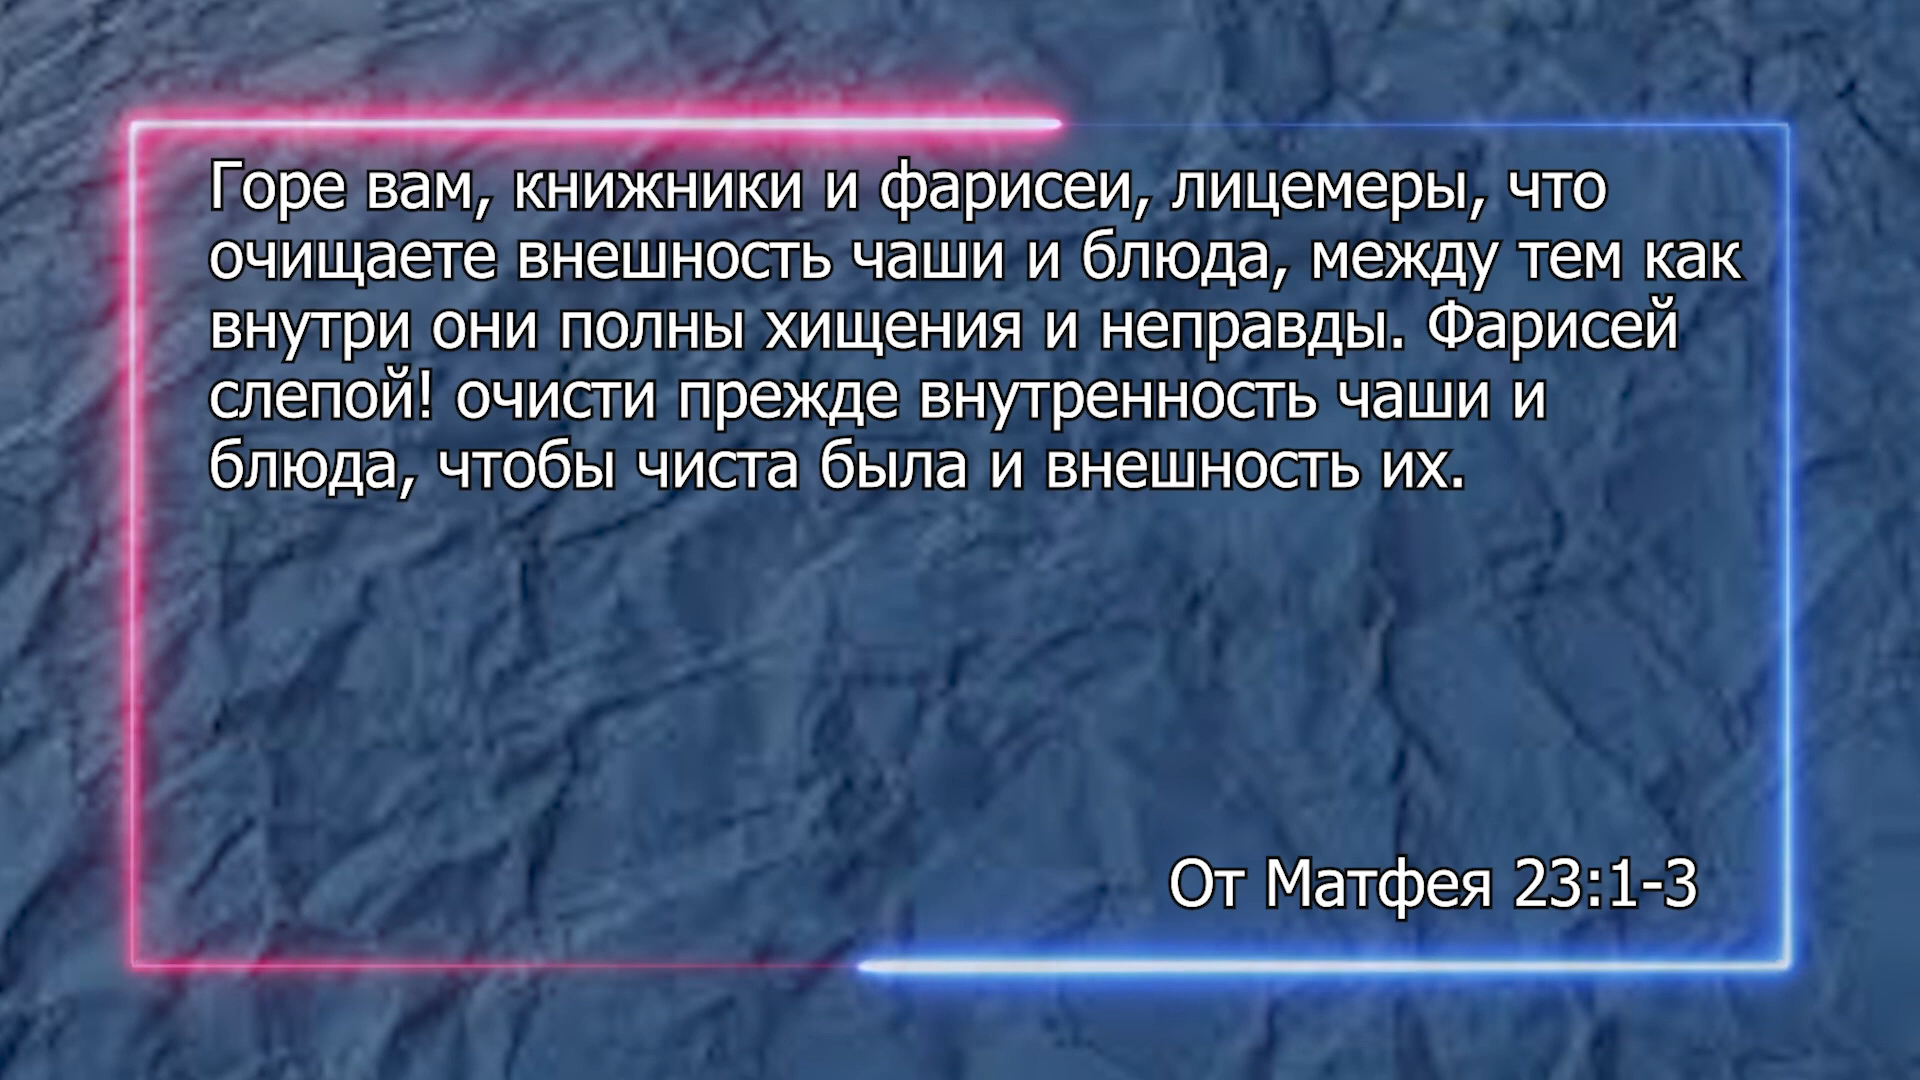 Горе вам, книжники и фарисеи, лицемеры, что
очищаете внешность чаши и блюда, между тем как
внутри они полны хищения и неправды. Фарисей
слепой! очисти прежде внутренность чаши и
блюда, чтобы чиста была и внешность их.
От Матфея 23:1-3